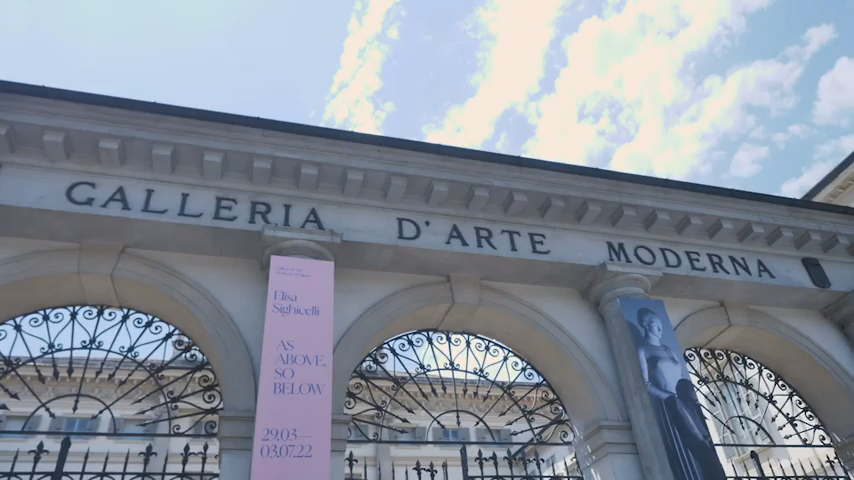 GALLERIA D'ARTE MODERNA
Elisa
Sighicelli
AS
ABOVE,
SO
BELOW
29.03—
03.07.22